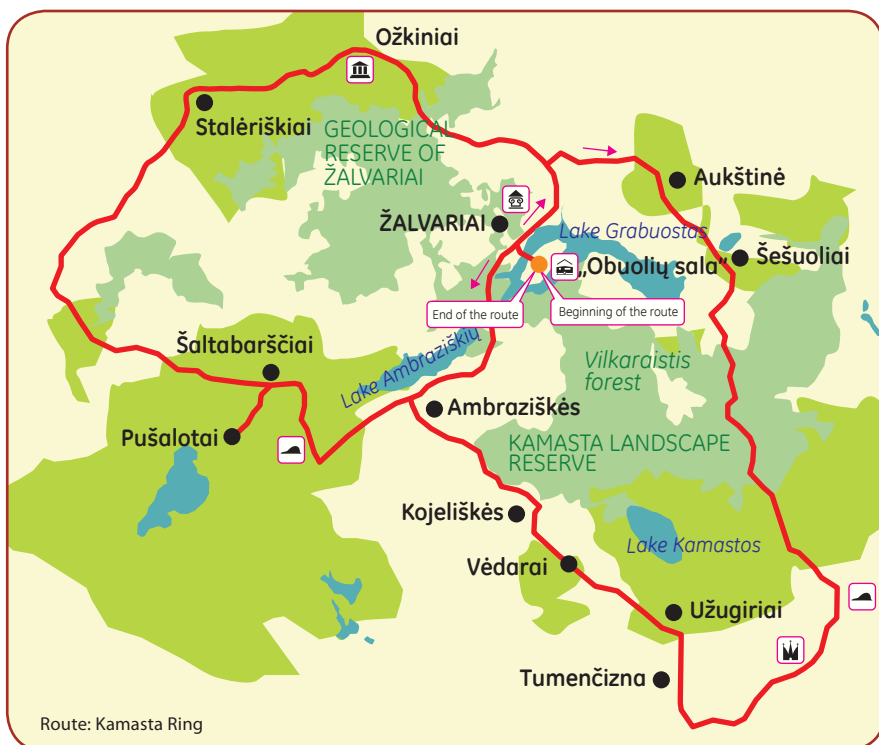 Ožkiniai
Stalėriškiai
GEOLOGICAL
RESERVE OF
ŽALVARIAI
Aukštinė
ŽALVARIAI
Lake Grabuostas
„Obuolių sala“
Šešuoliai
End of the route
Beginning of the route
Šaltabarščiai
Lake Ambraziškių
Vilkaraistis
forest
Ambraziškės
Pušalotai
KAMASTA LANDSCAPE
RESERVE
Kojeliškės
Lake Kamastos
Vėdarai
Užugiriai
Tumenčizna
Route: Kamasta Ring